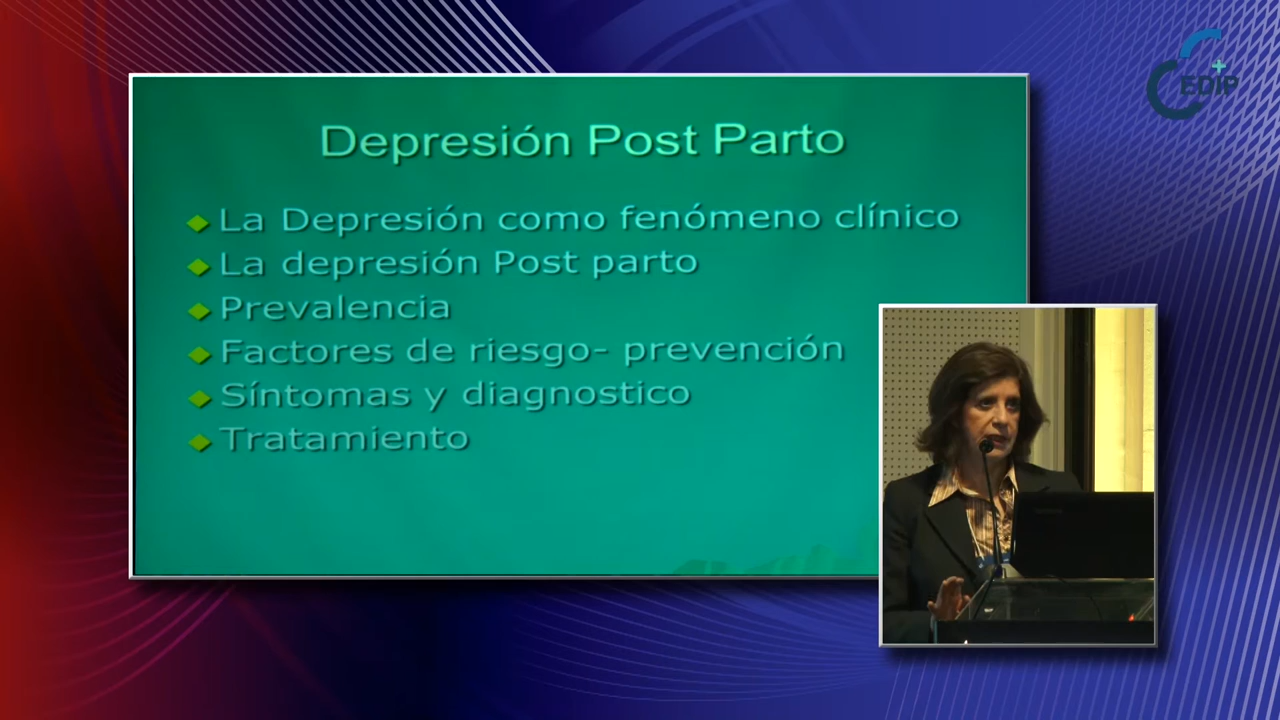 Depresión Post Parto
La Depresión como fenómeno clínico
La depresión Post parto
Prevalencia
Factores de riesgo- prevención
Síntomas y diagnostico
Tratamiento
CEDIP